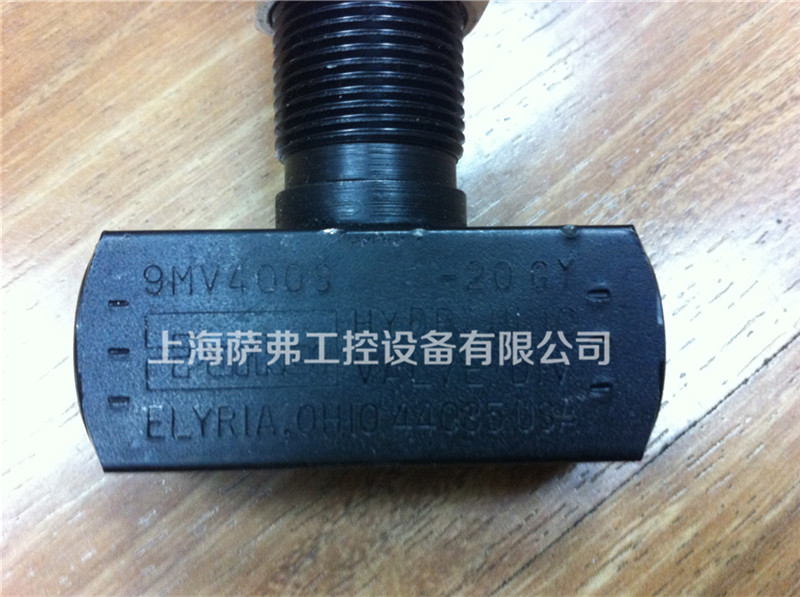 9MV400S -20 GY
上海萨弗工控设备有限公司
VALVE DIV.
ELYRIA, OHIO 44035 USA